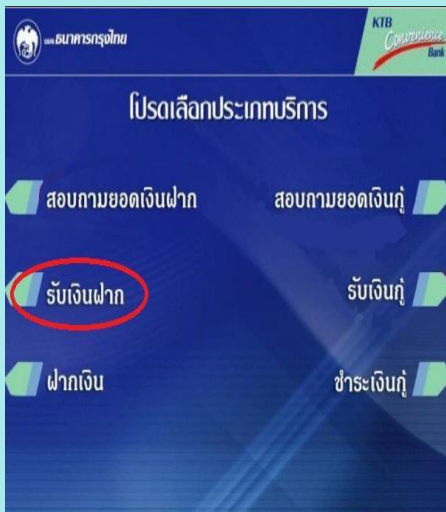 บมจ. ธนาคารกรุงไทย
KTB
Convenience
Bank
โปรดเลือกประเภทบริการ
สอบถามยอดเงินฝาก
สอบถามยอดเงินกู้
รับเงินฝาก
รับเงินกู้
ฝากเงิน
ชำระเงินกู้